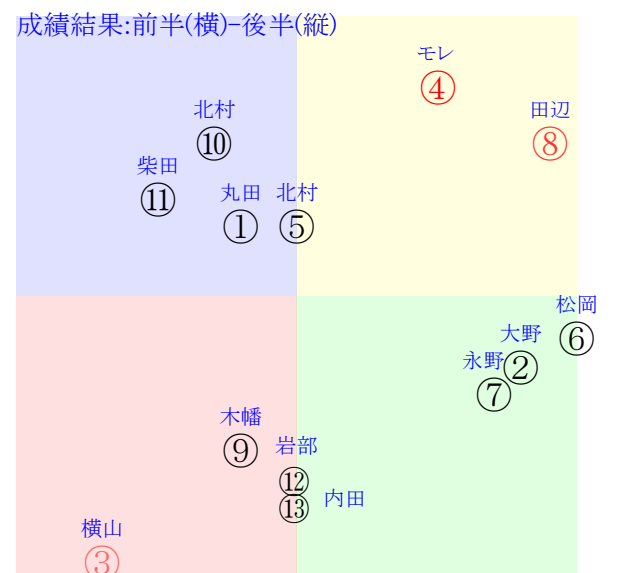 成績結果:前半(横)-後半(縦)
モレ
④
北村
⑩
田辺
⑧
柴田
⑪
丸田
①
北村
⑤
松岡
⑥
大野
②
永野
⑦
木幡
⑨
岩部
⑫
内田
⑬
横山
③